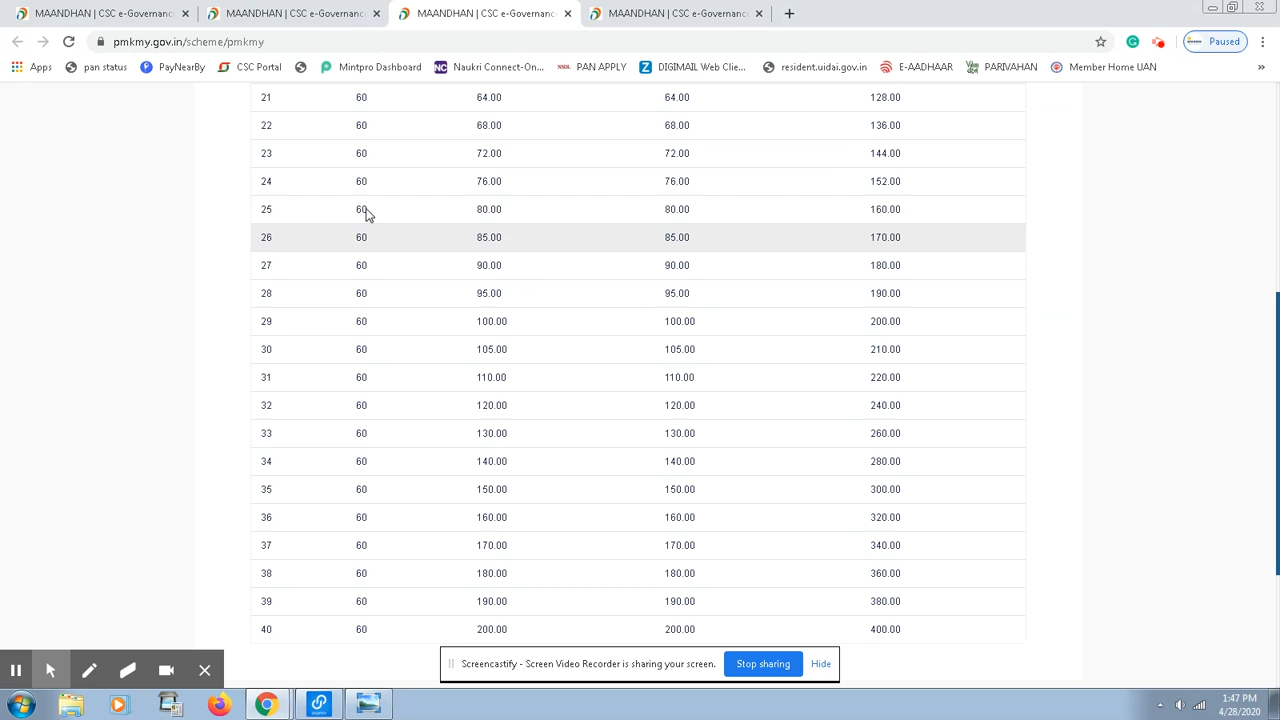 MAANDHAN | CSC e-Governanc MAANDHAN | CSC e-Governanc MAANDHAN | CSC e-Governanc MAANDHAN | CSC e-Governanc
pmkmy.gov.in/scheme/pmkmy Paused
Apps pan status PayNearBy CSC Portal Mintpro Dashboard NC Naukri Connect-On... NSDL PAN APPLY Z DIGIMAIL Web Clie... resident.uidai.gov.in E-AADHAAR PARIVAHAN Member Home UAN »
21 60 64.00 64.00 128.00
22 60 68.00 68.00 136.00
23 60 72.00 72.00 144.00
24 60 76.00 76.00 152.00
25 60 80.00 80.00 160.00
26 60 85.00 85.00 170.00
27 60 90.00 90.00 180.00
28 60 95.00 95.00 190.00
29 60 100.00 100.00 200.00
30 60 105.00 105.00 210.00
31 60 110.00 110.00 220.00
32 60 120.00 120.00 240.00
33 60 130.00 130.00 260.00
34 60 140.00 140.00 280.00
35 60 150.00 150.00 300.00
36 60 160.00 160.00 320.00
37 60 170.00 170.00 340.00
38 60 180.00 180.00 360.00
39 60 190.00 190.00 380.00
40 60 200.00 200.00 400.00
Screencastify - Screen Video Recorder is sharing your screen. Stop sharing Hide
1:47 PM
4/28/2020